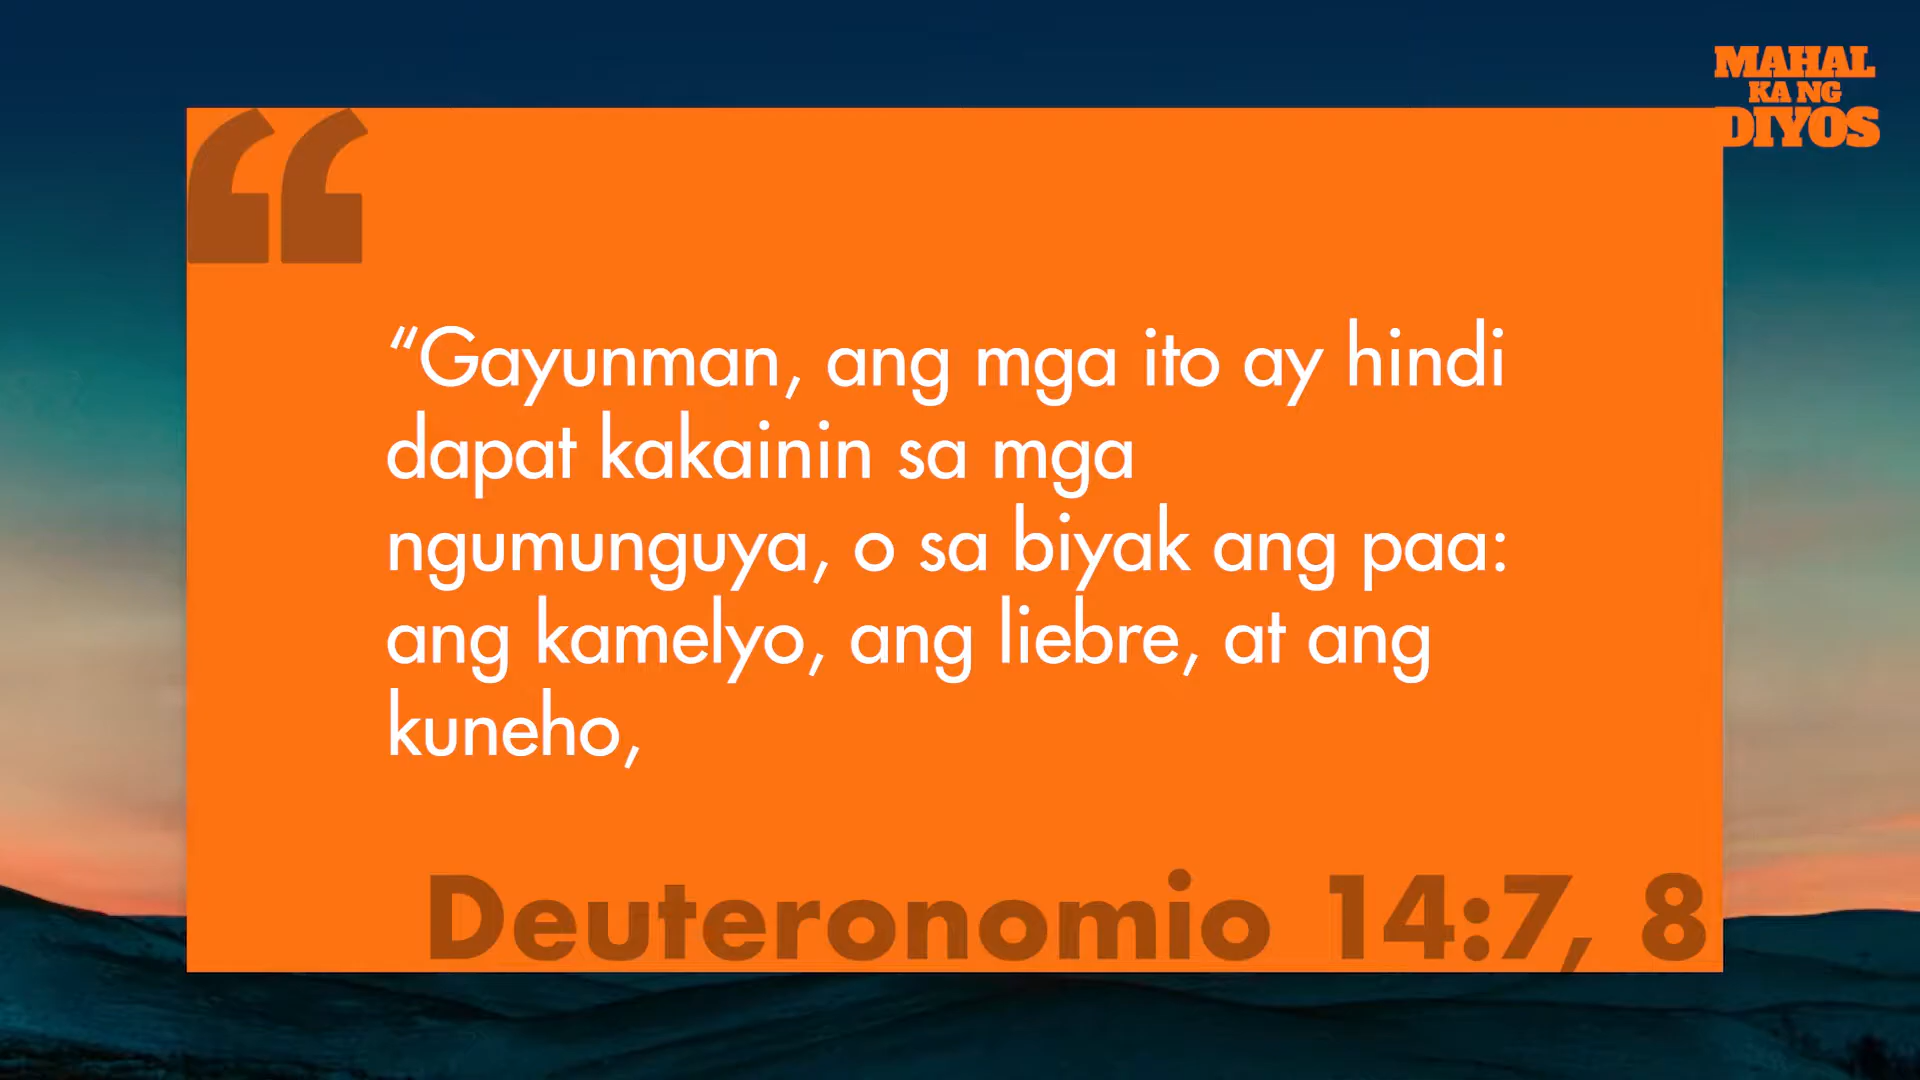 MAHAL
KA NG
DIYOS
“Gayunman, ang mga ito ay hindi
dapat kakainin sa mga
ngumunguya, o sa biyak ang paa:
ang kamelyo, ang liebre, at ang
kuneho,
Deuteronomio 14:7, 8